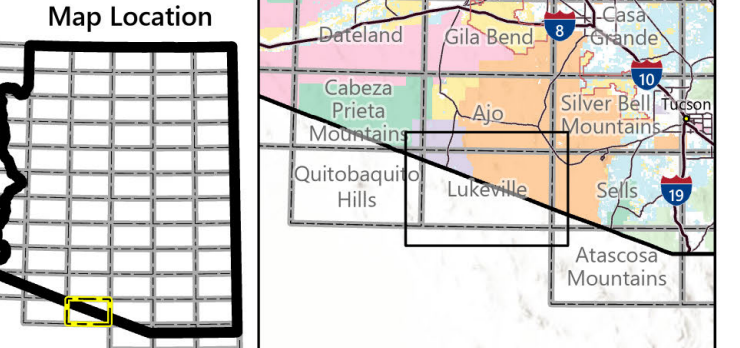 Map Location
Dateland
Gila Bend
8
Casa
Grande
10
Cabeza
Prieta
Mountains
Ajo
Silver Bell
Mountains
Tucson
Quitobaquito
Hills
Lukeville
Sells
19
Atascosa
Mountains